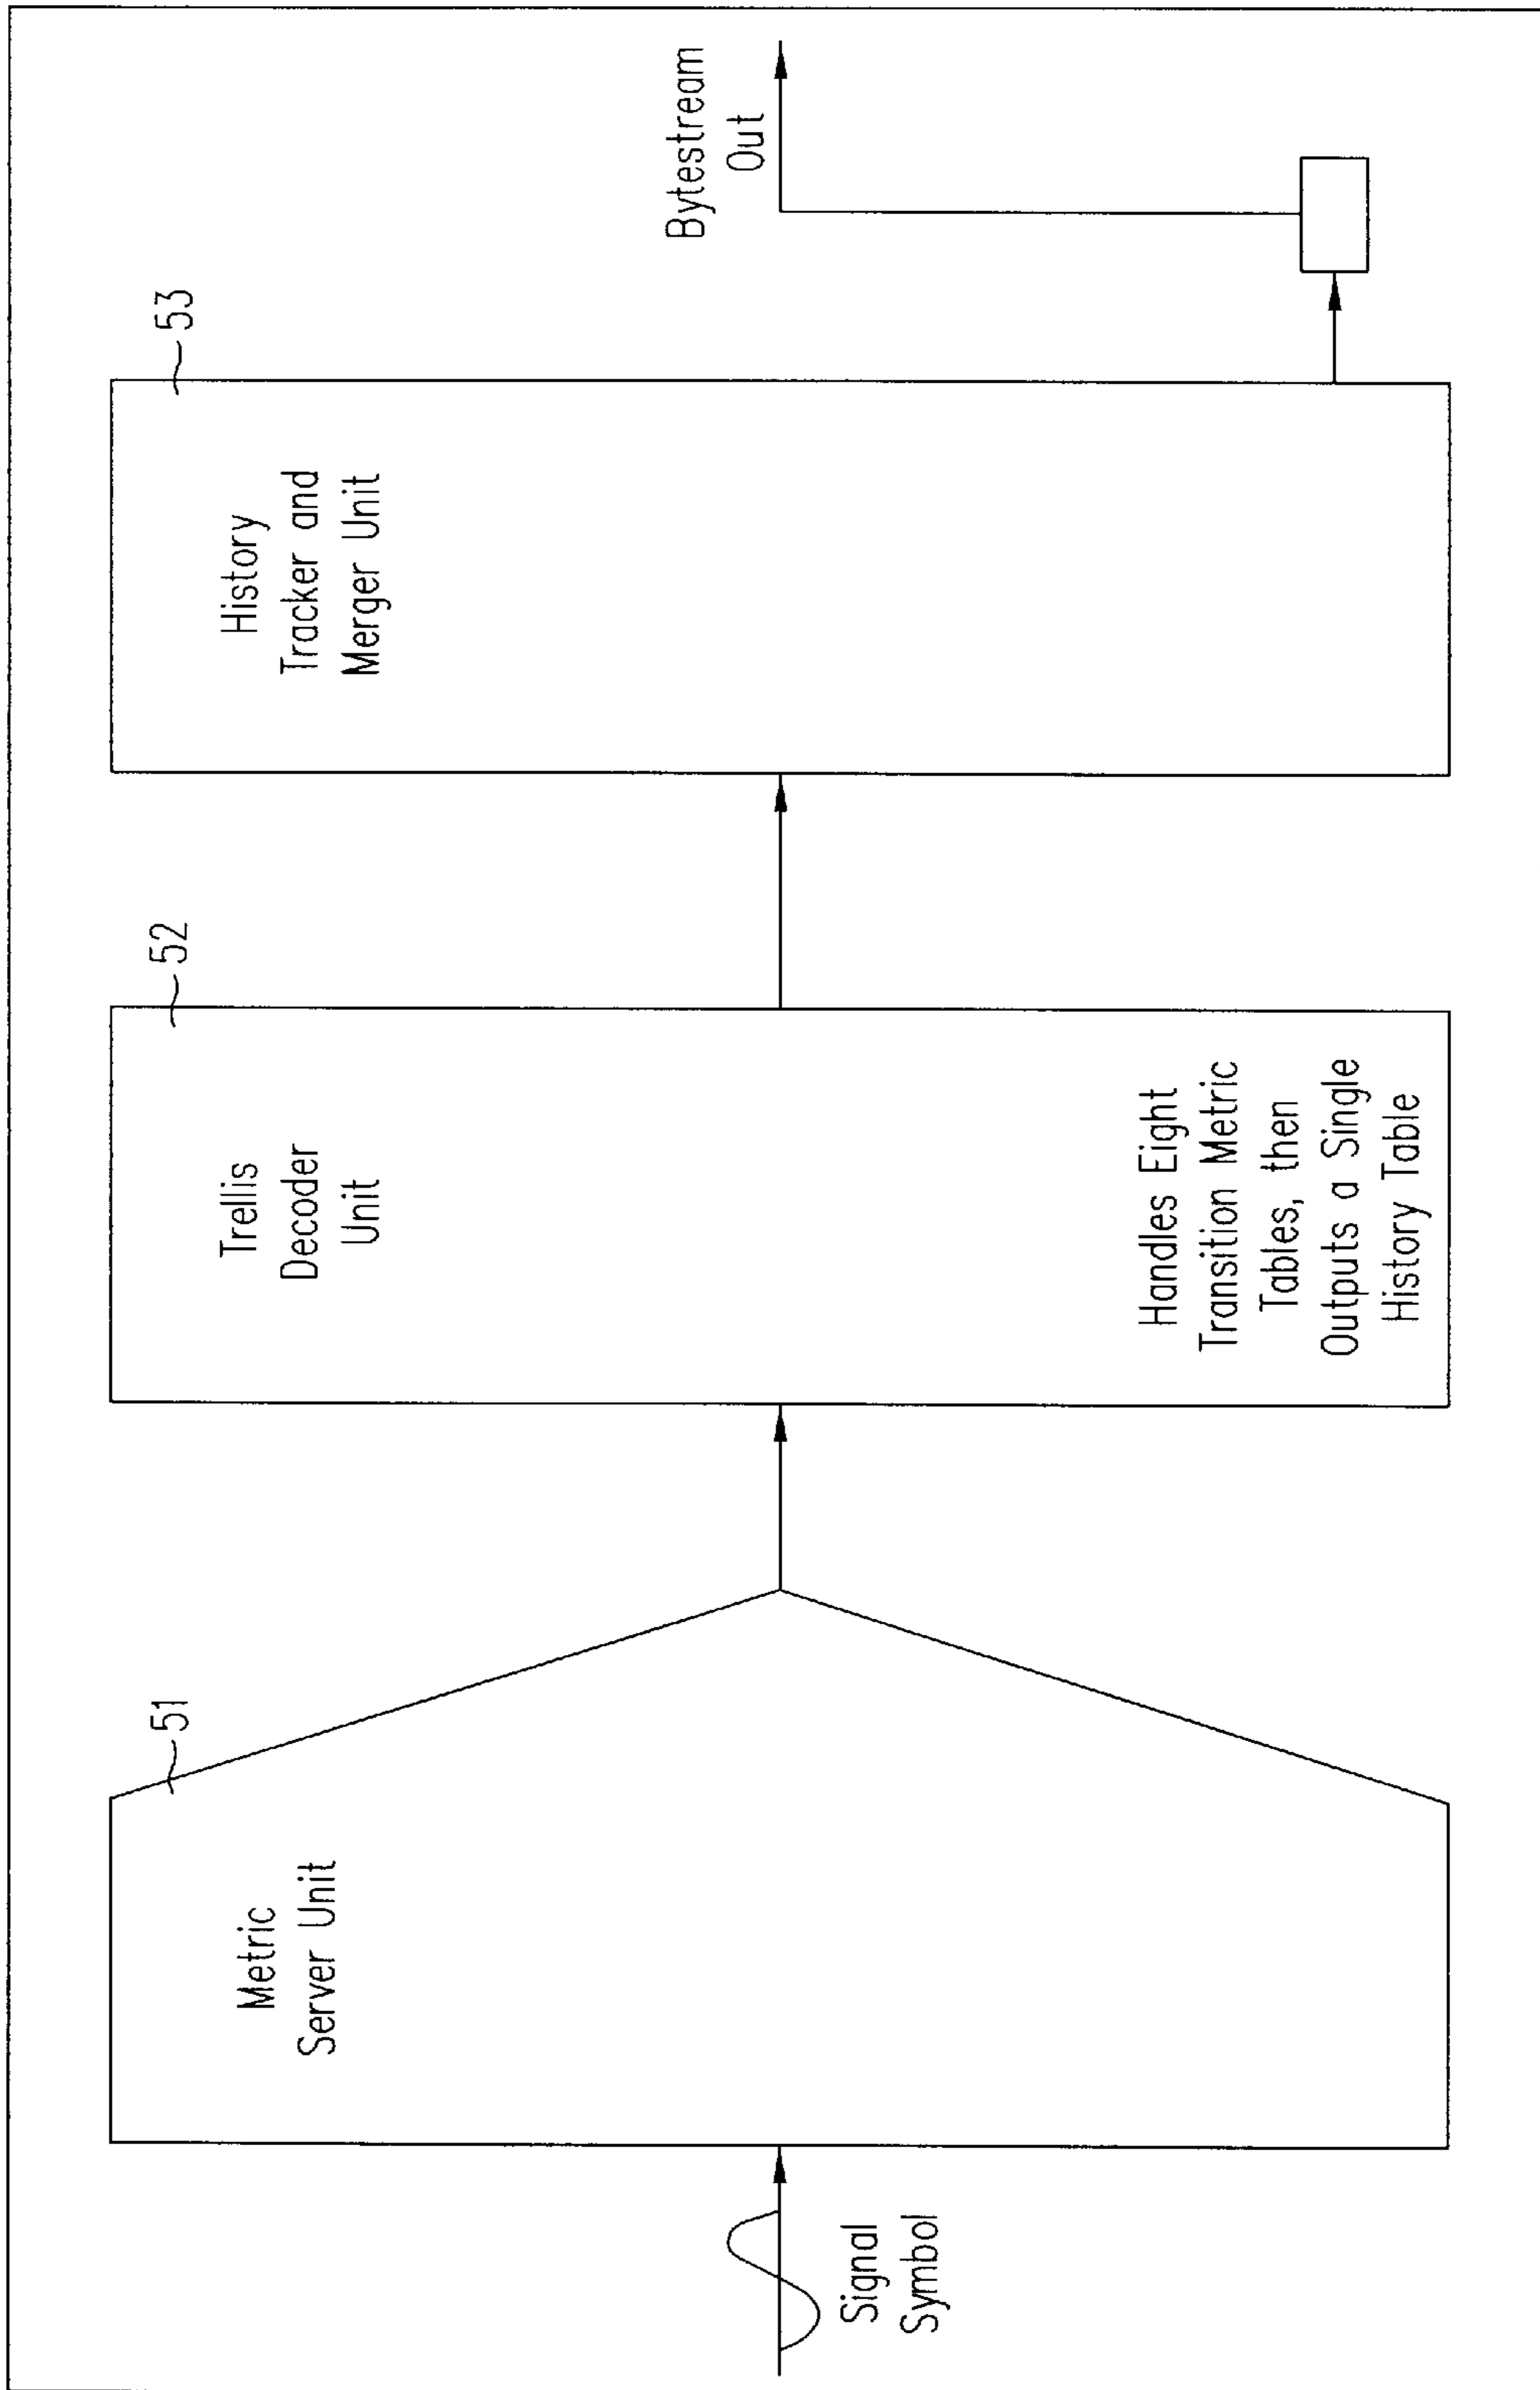 Signal
Symbol
51
Metric
Server Unit
52
Trellis
Decoder
Unit
Handles Eight
Transition Metric
Tables, then
Outputs a Single
History Table
53
History
Tracker and
Merger Unit
Bytestream
Out